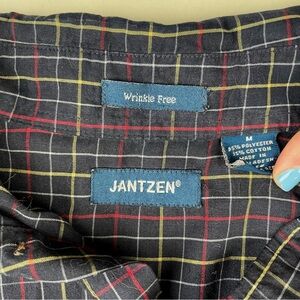 Wrinkle Free
M
% POLYESTER
% COTTON
MADE IN
JANTZEN®